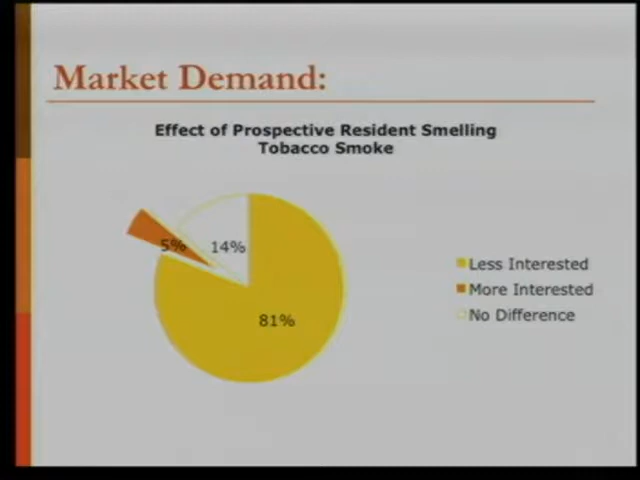 Market Demand:
Effect of Prospective Resident Smelling
Tobacco Smoke
5%
14%
81%
Less Interested
More Interested
No Difference